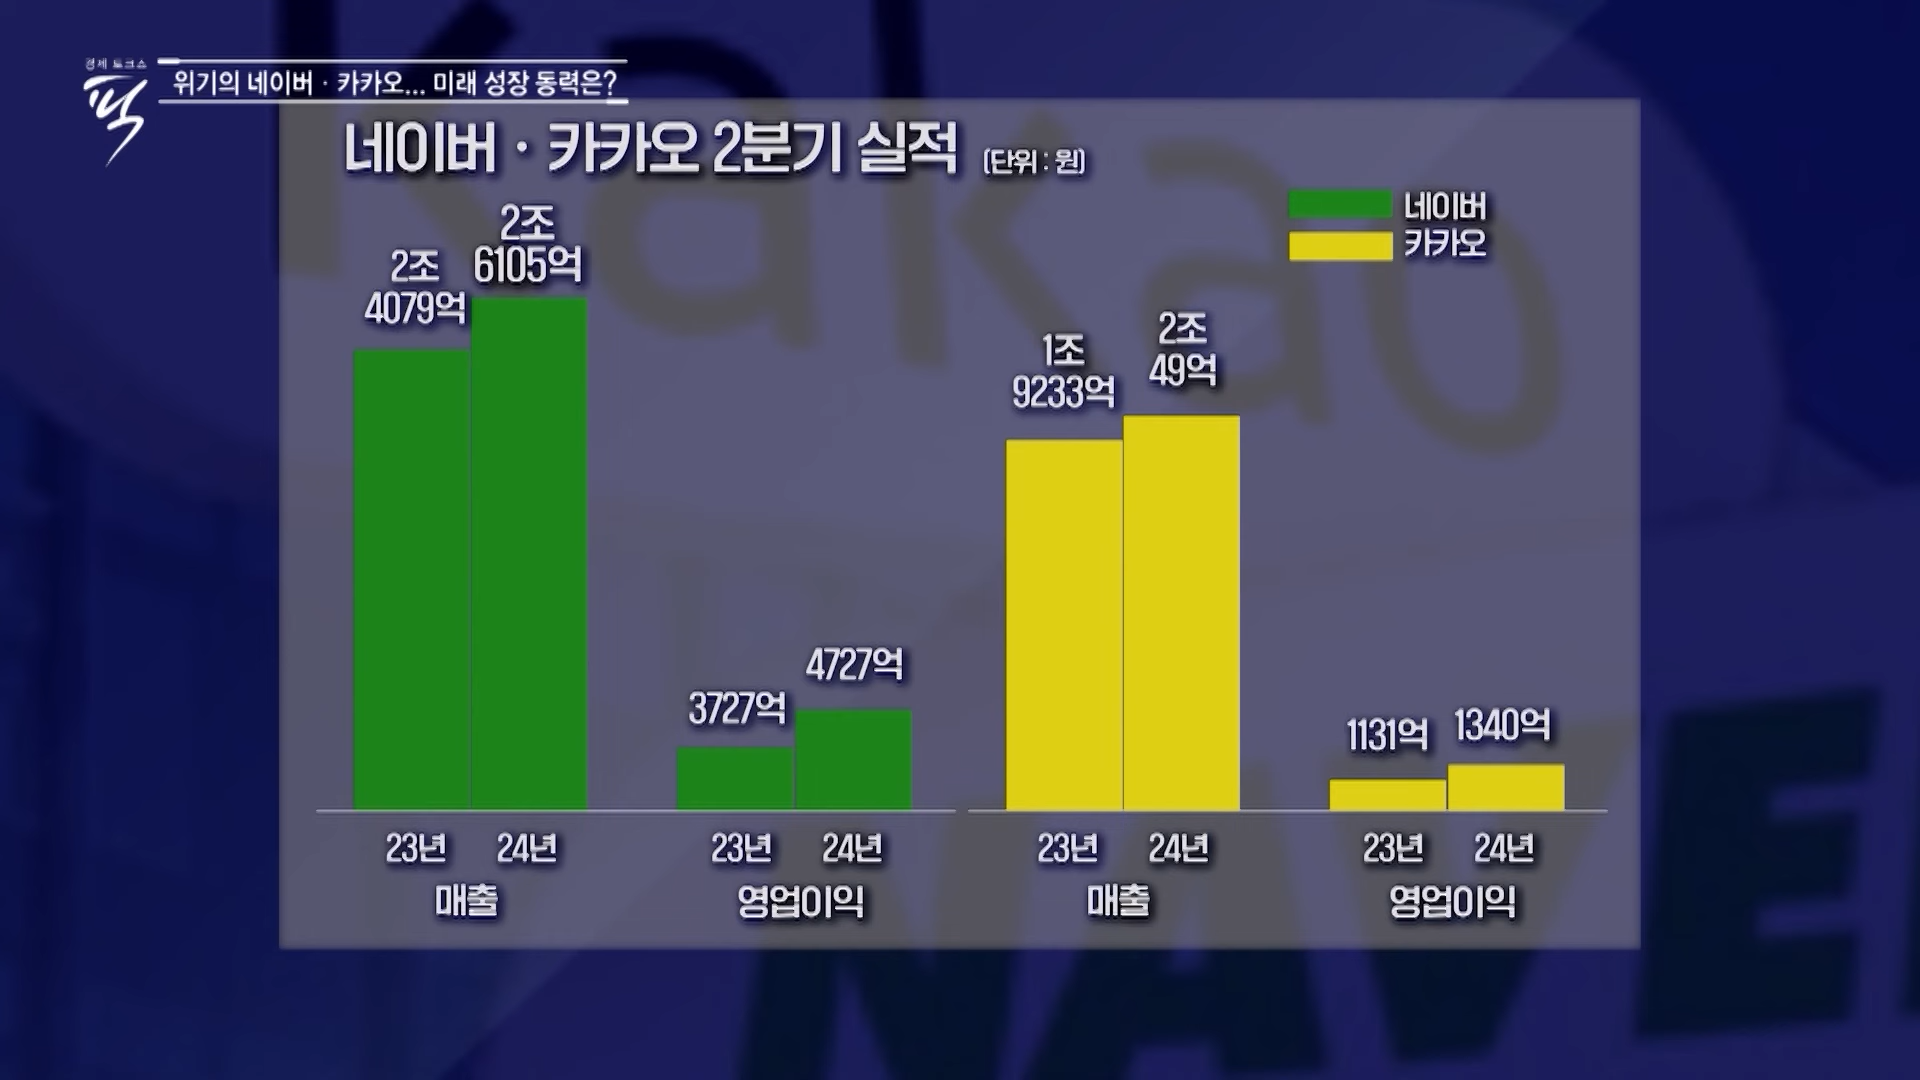 경제 토크쇼
픽
위기의 네이버 · 카카오... 미래 성장 동력은?
네이버 · 카카오 2분기 실적 (단위 : 원)
네이버
카카오
2조
4079억
2조
6105억
3727억
4727억
1조
9233억
2조
49억
1131억
1340억
23년 24년 23년 24년 23년 24년 23년 24년
매출 영업이익 매출 영업이익
kakao
NAVE